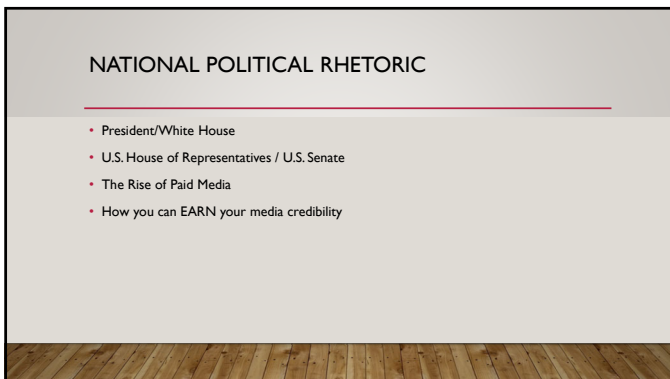 NATIONAL POLITICAL RHETORIC
• President/White House
• U.S. House of Representatives / U.S. Senate
• The Rise of Paid Media
• How you can EARN your media credibility